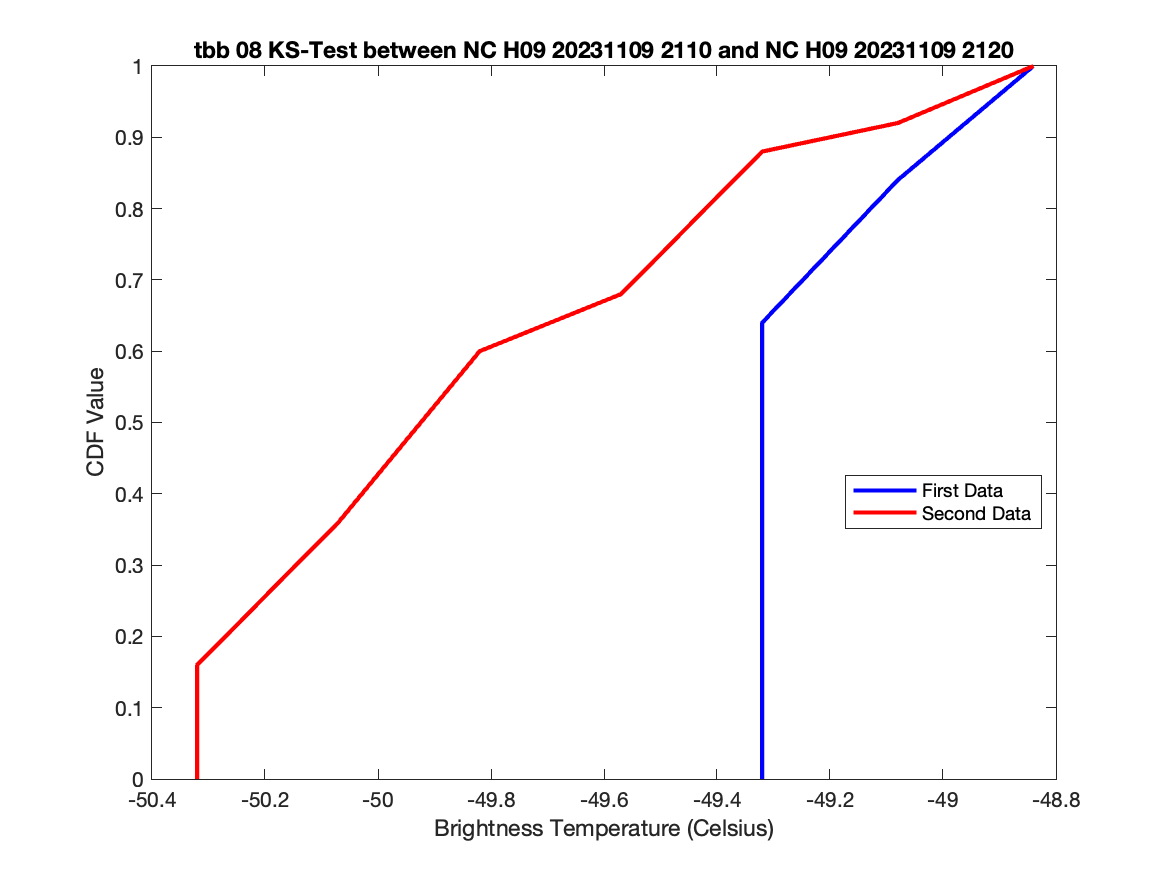 tbb 08 KS-Test between NC H09 20231109 2110 and NC H09 20231109 2120
1
0.9
0.8
0.7
0.6
0.5
0.4
0.3
0.2
0.1
0
CDF Value
First Data
Second Data
-50.4 -50.2 -50 -49.8 -49.6 -49.4 -49.2 -49 -48.8
Brightness Temperature (Celsius)